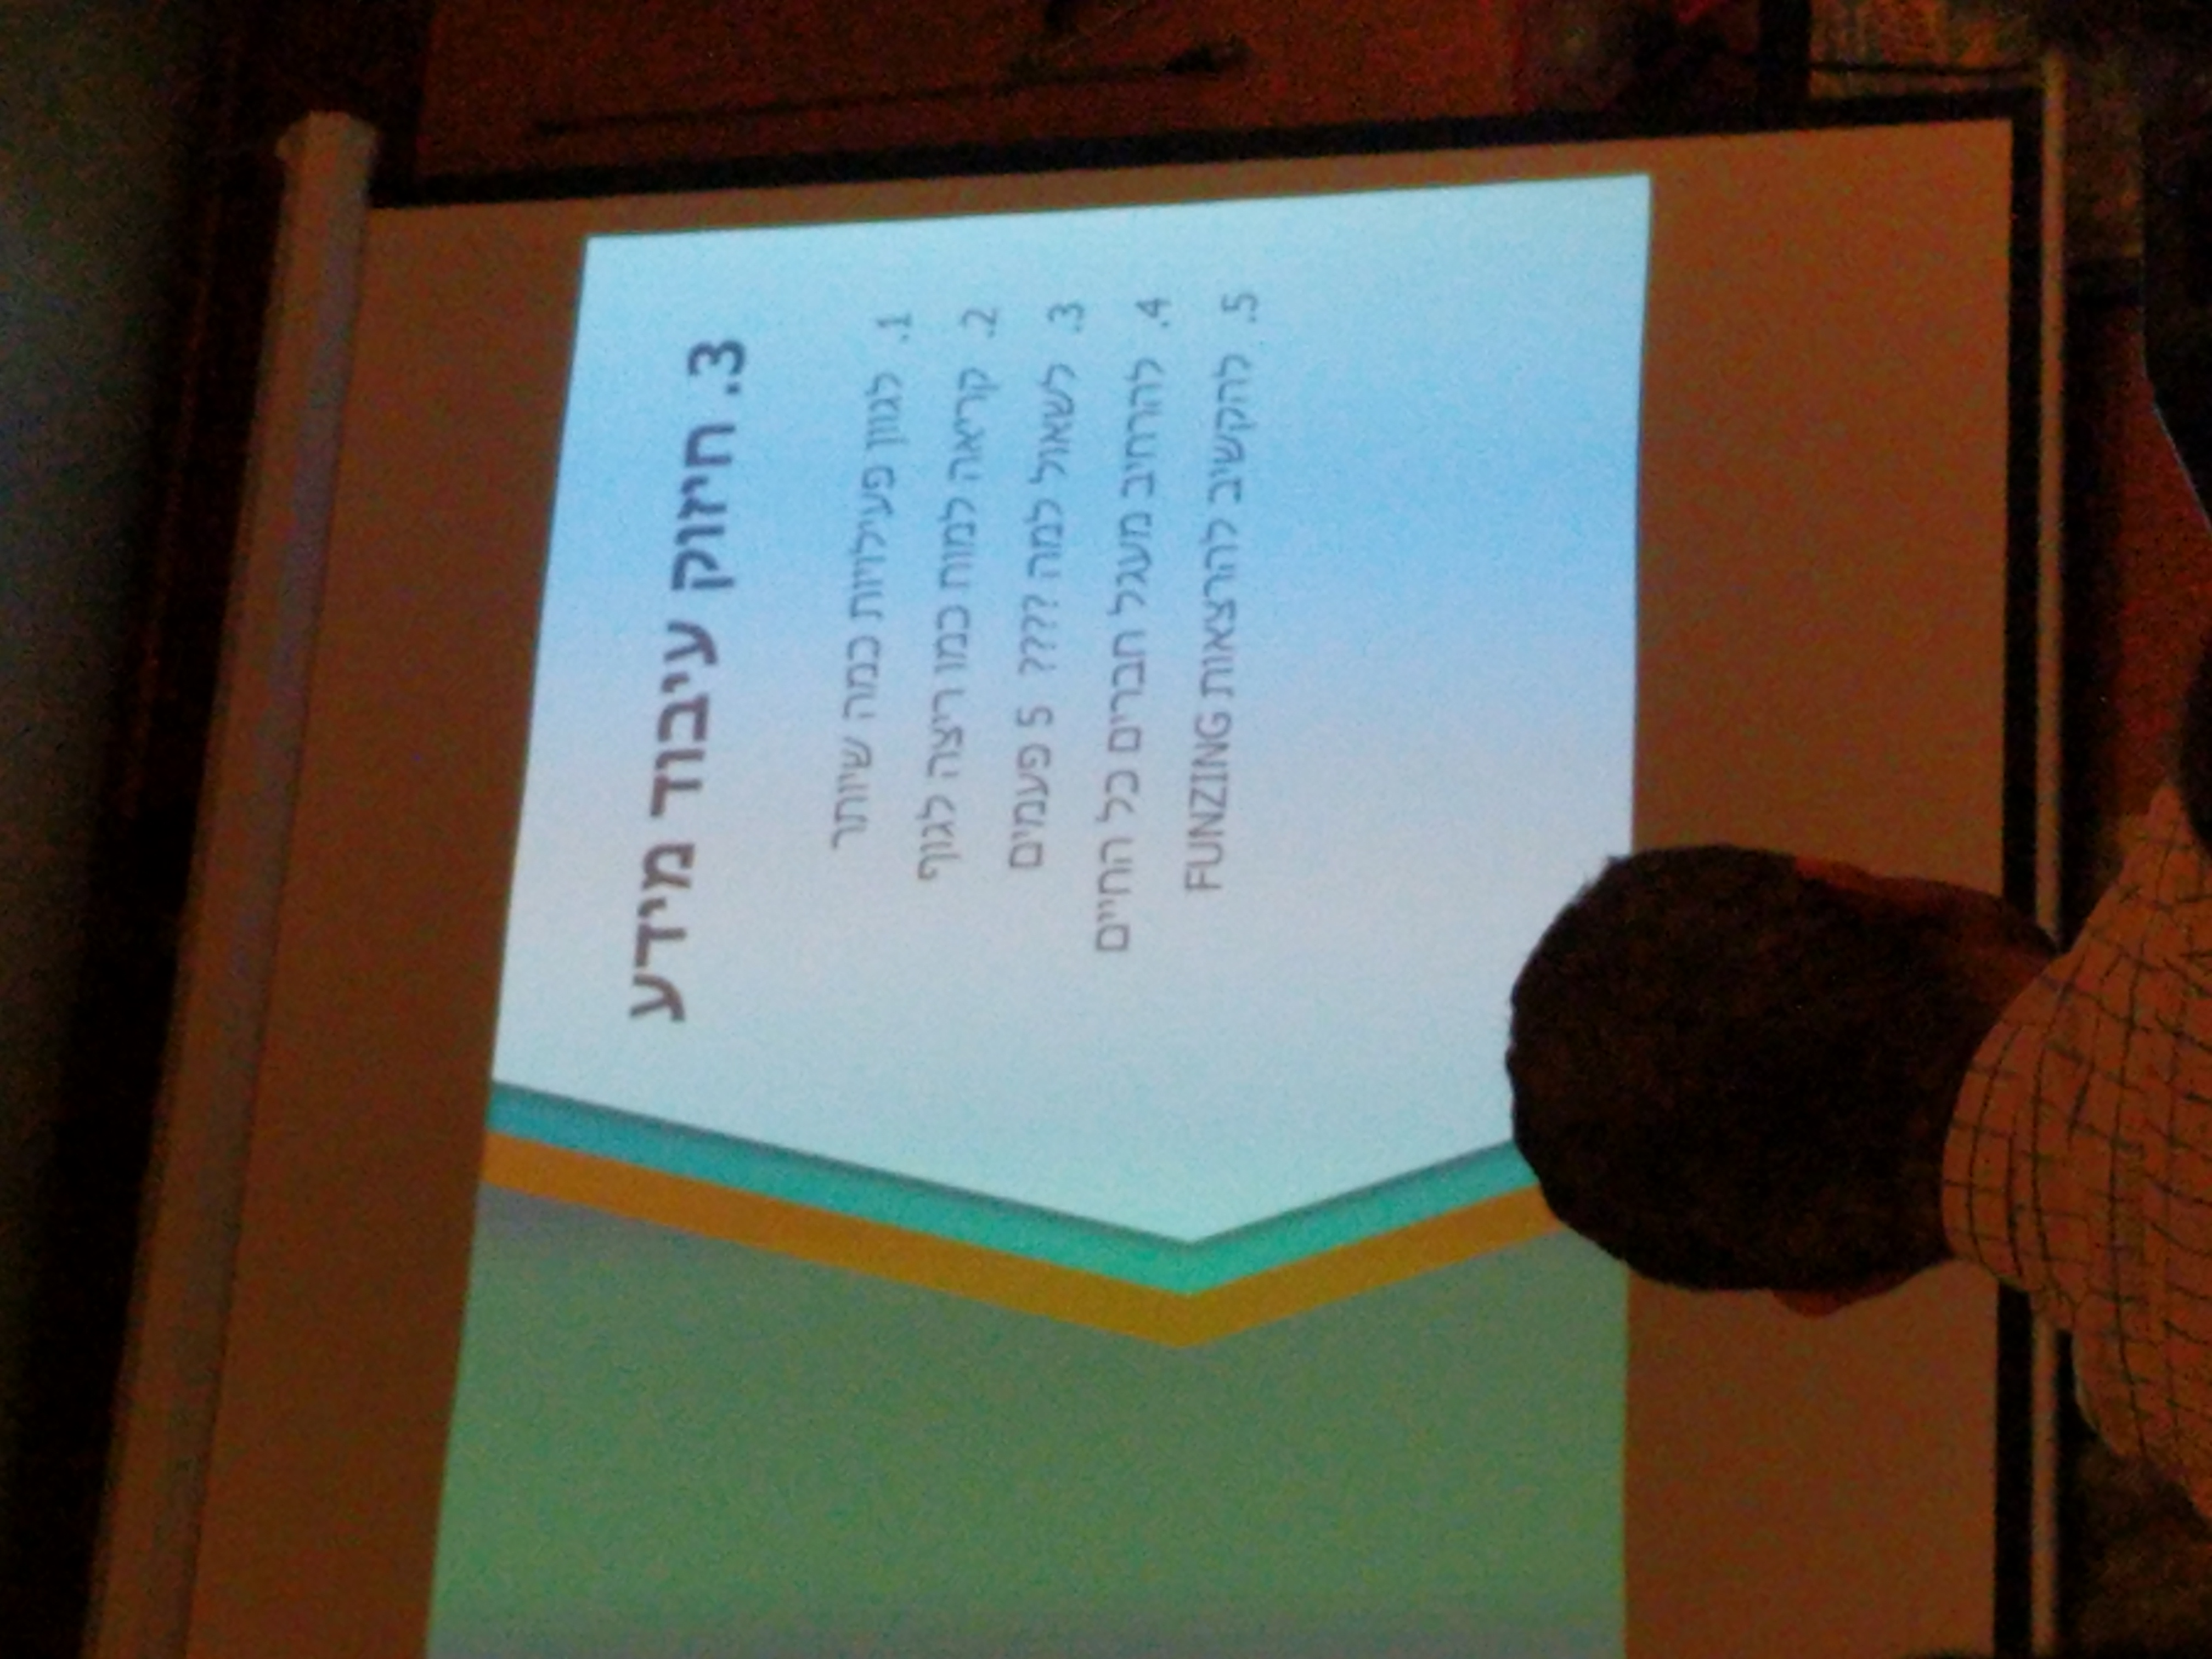 3. חיזוק עיבוד מידע
1. לגוון פעילויות כמה שיותר
2. קריאה למוח כמו ריצה לגוף
3. לשאול למה ???? 5 פעמים
4. להרחיב מעגל חברים כל החיים
5. להקשיב להרצאות FUNZING